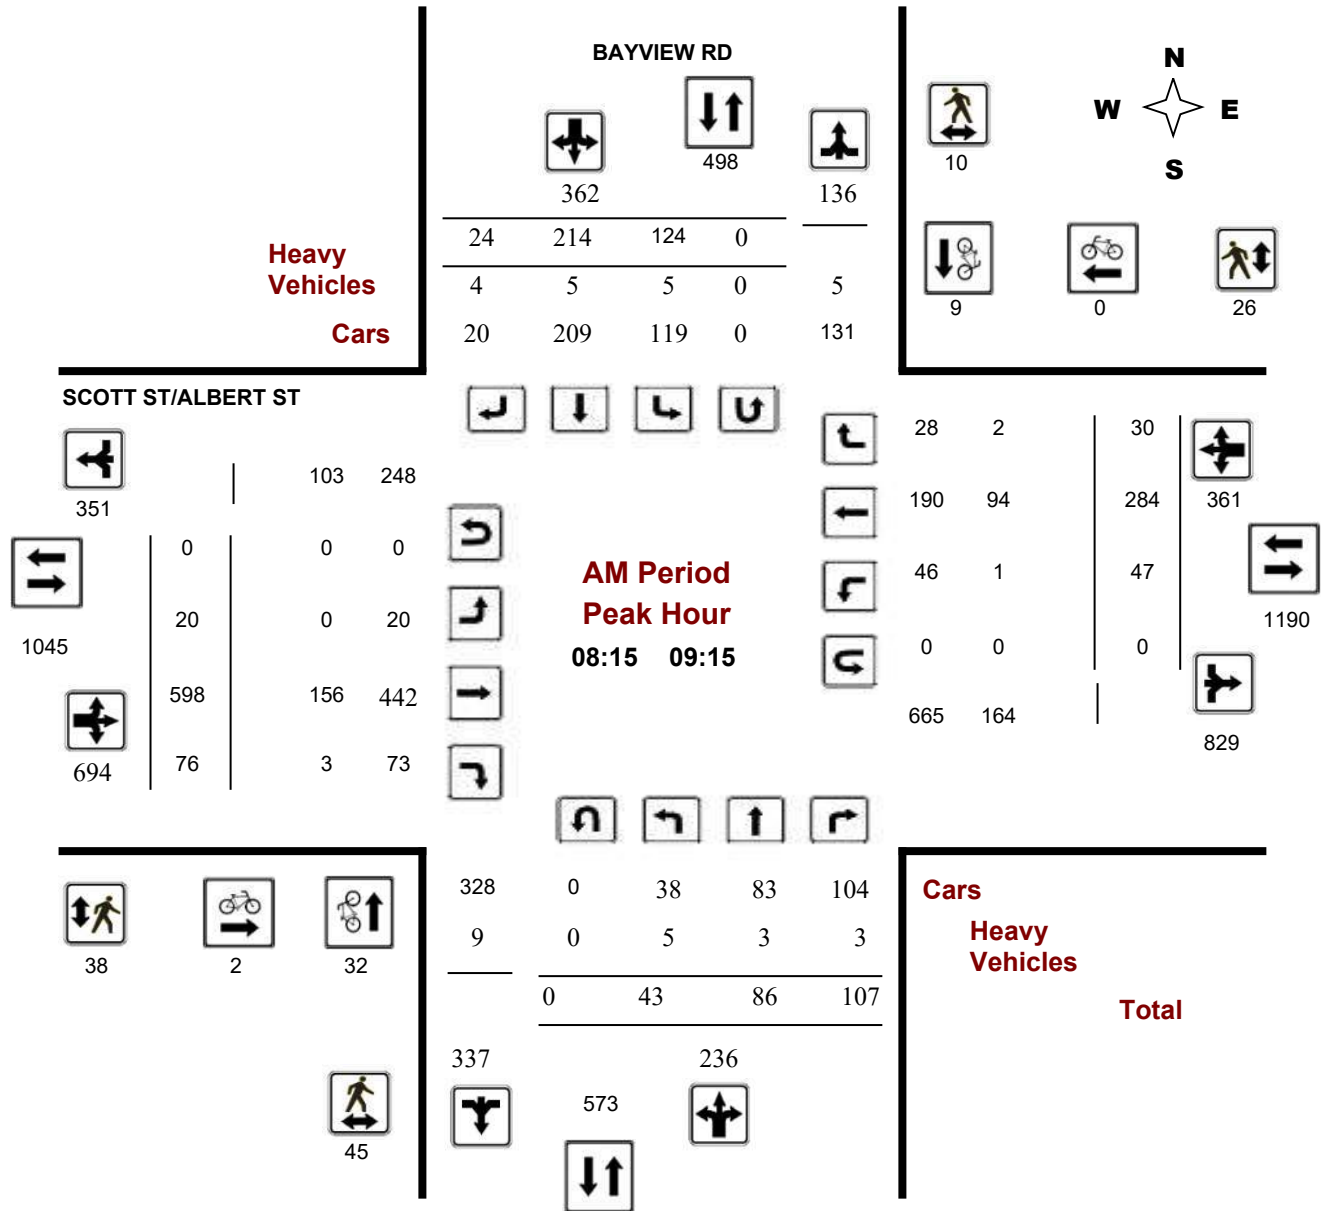 BAYVIEW RD
N
W E
S
498
10
362 136
24 214 124 0
Heavy
Vehicles
4 5 5 0 5
9 0 26
Cars
20 209 119 0 131
SCOTT ST/ALBERT ST
28 2 30
103 248
351
190 94 284 361
0 0 0
AM Period
46 1 47
Peak Hour
20 0 20
1190
1045
08:15 09:15
0 0 0
598 156 442
665 164
829
694 76 3 73
328 0 38 83 104
Cars
9 0 5 3 3
Heavy
Vehicles
38 2 32
0 43 86 107
Total
337 236
573
45